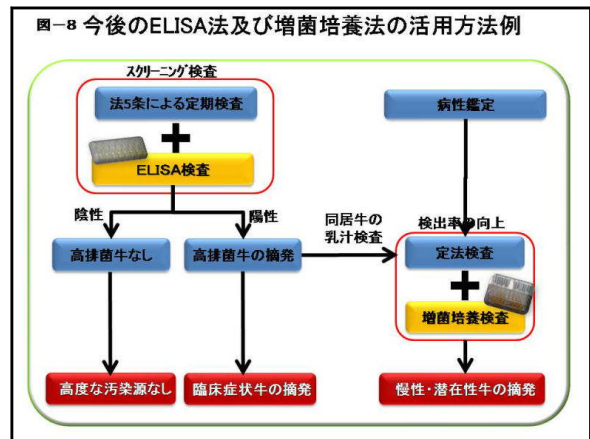 図－8 今後のELISA法及び増菌培養法の活用方法例
スクリーニング検査
法5条による定期検査
病性鑑定
ELISA検査
陰性
陽性
同居牛の
乳汁検査
検出率の向上
高排菌牛なし
高排菌牛の摘発
定法検査
増菌培養検査
高度な汚染源なし
臨床症状牛の摘発
慢性・潜在性牛の摘発